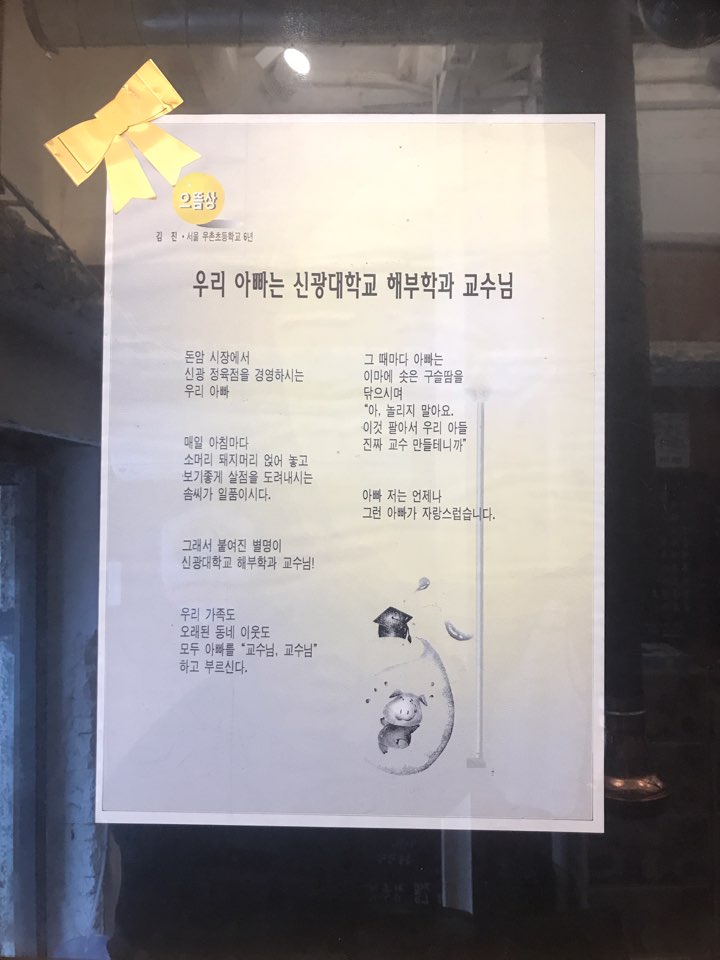 으뜸상
김 진 · 서울 우촌초등학교 6년
우리 아빠는 신광대학교 해부학과 교수님
돈암 시장에서
신광 정육점을 경영하시는
우리 아빠
매일 아침마다
소머리 돼지머리 얹어 놓고
보기좋게 살점을 도려내시는
솜씨가 일품이시다.
그래서 붙여진 별명이
신광대학교 해부학과 교수님!
우리 가족도
오래된 동네 이웃도
모두 아빠를 "교수님, 교수님"
하고 부르신다.
그 때마다 아빠는
이마에 솟은 구슬땀을
닦으시며
"아, 놀리지 말아요.
이것 팔아서 우리 아들
진짜 교수 만들테니까"
아빠 저는 언제나
그런 아빠가 자랑스럽습니다.